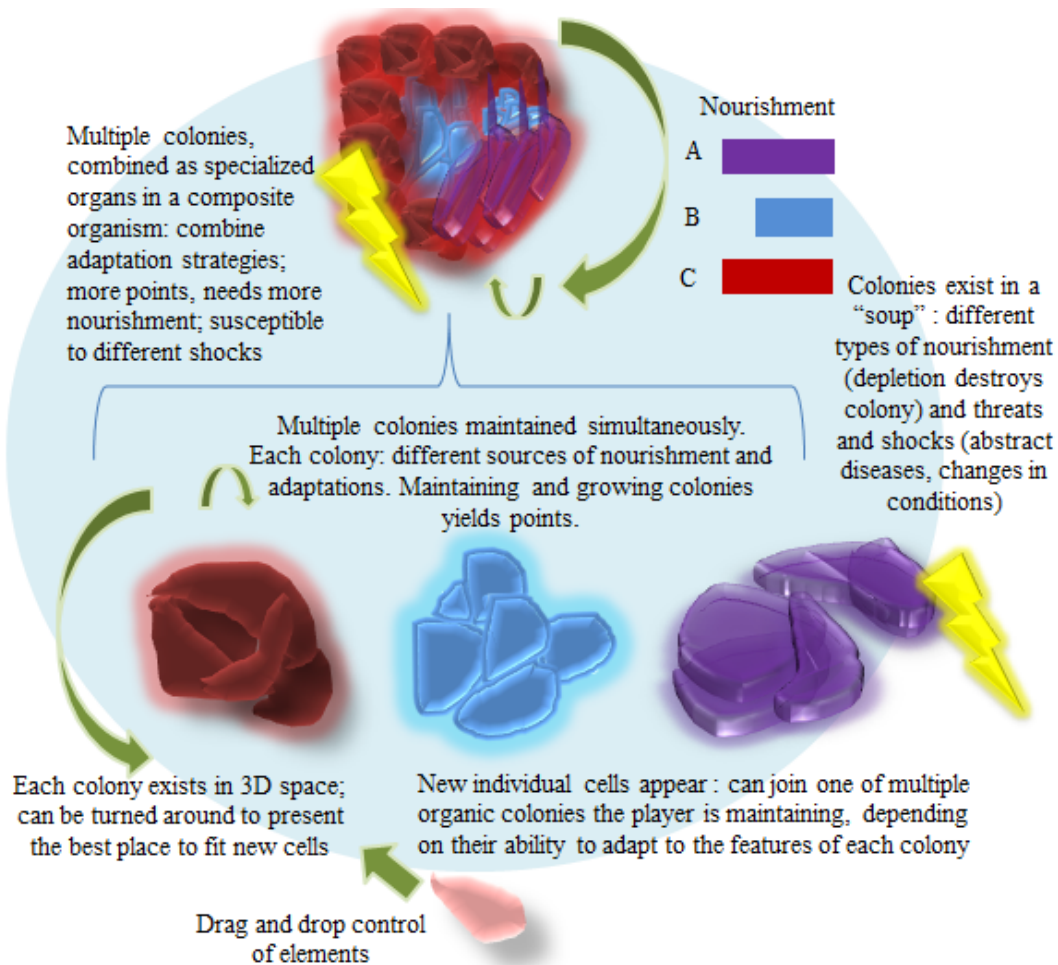 Multiple colonies,
combined as specialized
organs in a composite
organism: combine
adaptation strategies;
more points, needs more
nourishment; susceptible
to different shocks
Nourishment
A
B
C
Colonies exist in a
“soup” : different
types of nourishment
(depletion destroys
colony) and threats
and shocks (abstract
diseases, changes in
conditions)
Multiple colonies maintained simultaneously.
Each colony: different sources of nourishment and
adaptations. Maintaining and growing colonies
yields points.
Each colony exists in 3D space;
can be turned around to present
the best place to fit new cells
New individual cells appear : can join one of multiple
organic colonies the player is maintaining, depending
on their ability to adapt to the features of each colony
Drag and drop control
of elements